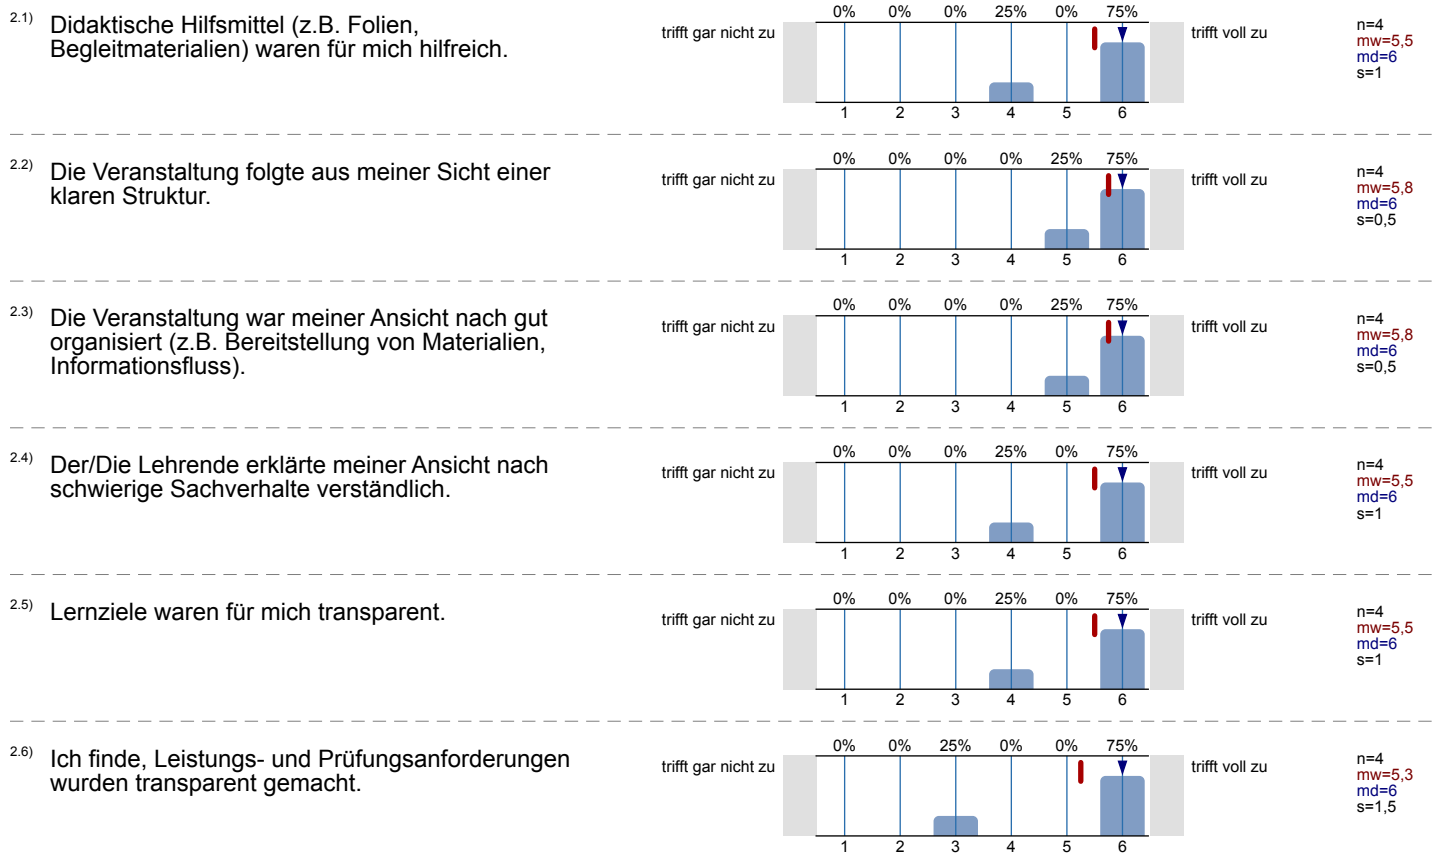 2.1) Didaktische Hilfsmittel (z.B. Folien,
Begleitmaterialien) waren für mich hilfreich.
trifft gar nicht zu
0% 0% 0% 25% 0% 75%
1 2 3 4 5 6
trifft voll zu
n=4
mw=5,5
md=6
s=1
2.2) Die Veranstaltung folgte aus meiner Sicht einer
klaren Struktur.
trifft gar nicht zu
0% 0% 0% 0% 25% 75%
1 2 3 4 5 6
trifft voll zu
n=4
mw=5,8
md=6
s=0,5
2.3) Die Veranstaltung war meiner Ansicht nach gut
organisiert (z.B. Bereitstellung von Materialien,
Informationsfluss).
trifft gar nicht zu
0% 0% 0% 0% 25% 75%
1 2 3 4 5 6
trifft voll zu
n=4
mw=5,8
md=6
s=0,5
2.4) Der/Die Lehrende erklärte meiner Ansicht nach
schwierige Sachverhalte verständlich.
trifft gar nicht zu
0% 0% 0% 25% 0% 75%
1 2 3 4 5 6
trifft voll zu
n=4
mw=5,5
md=6
s=1
2.5) Lernziele waren für mich transparent.
trifft gar nicht zu
0% 0% 0% 25% 0% 75%
1 2 3 4 5 6
trifft voll zu
n=4
mw=5,5
md=6
s=1
2.6) Ich finde, Leistungs- und Prüfungsanforderungen
wurden transparent gemacht.
trifft gar nicht zu
0% 0% 25% 0% 0% 75%
1 2 3 4 5 6
trifft voll zu
n=4
mw=5,3
md=6
s=1,5